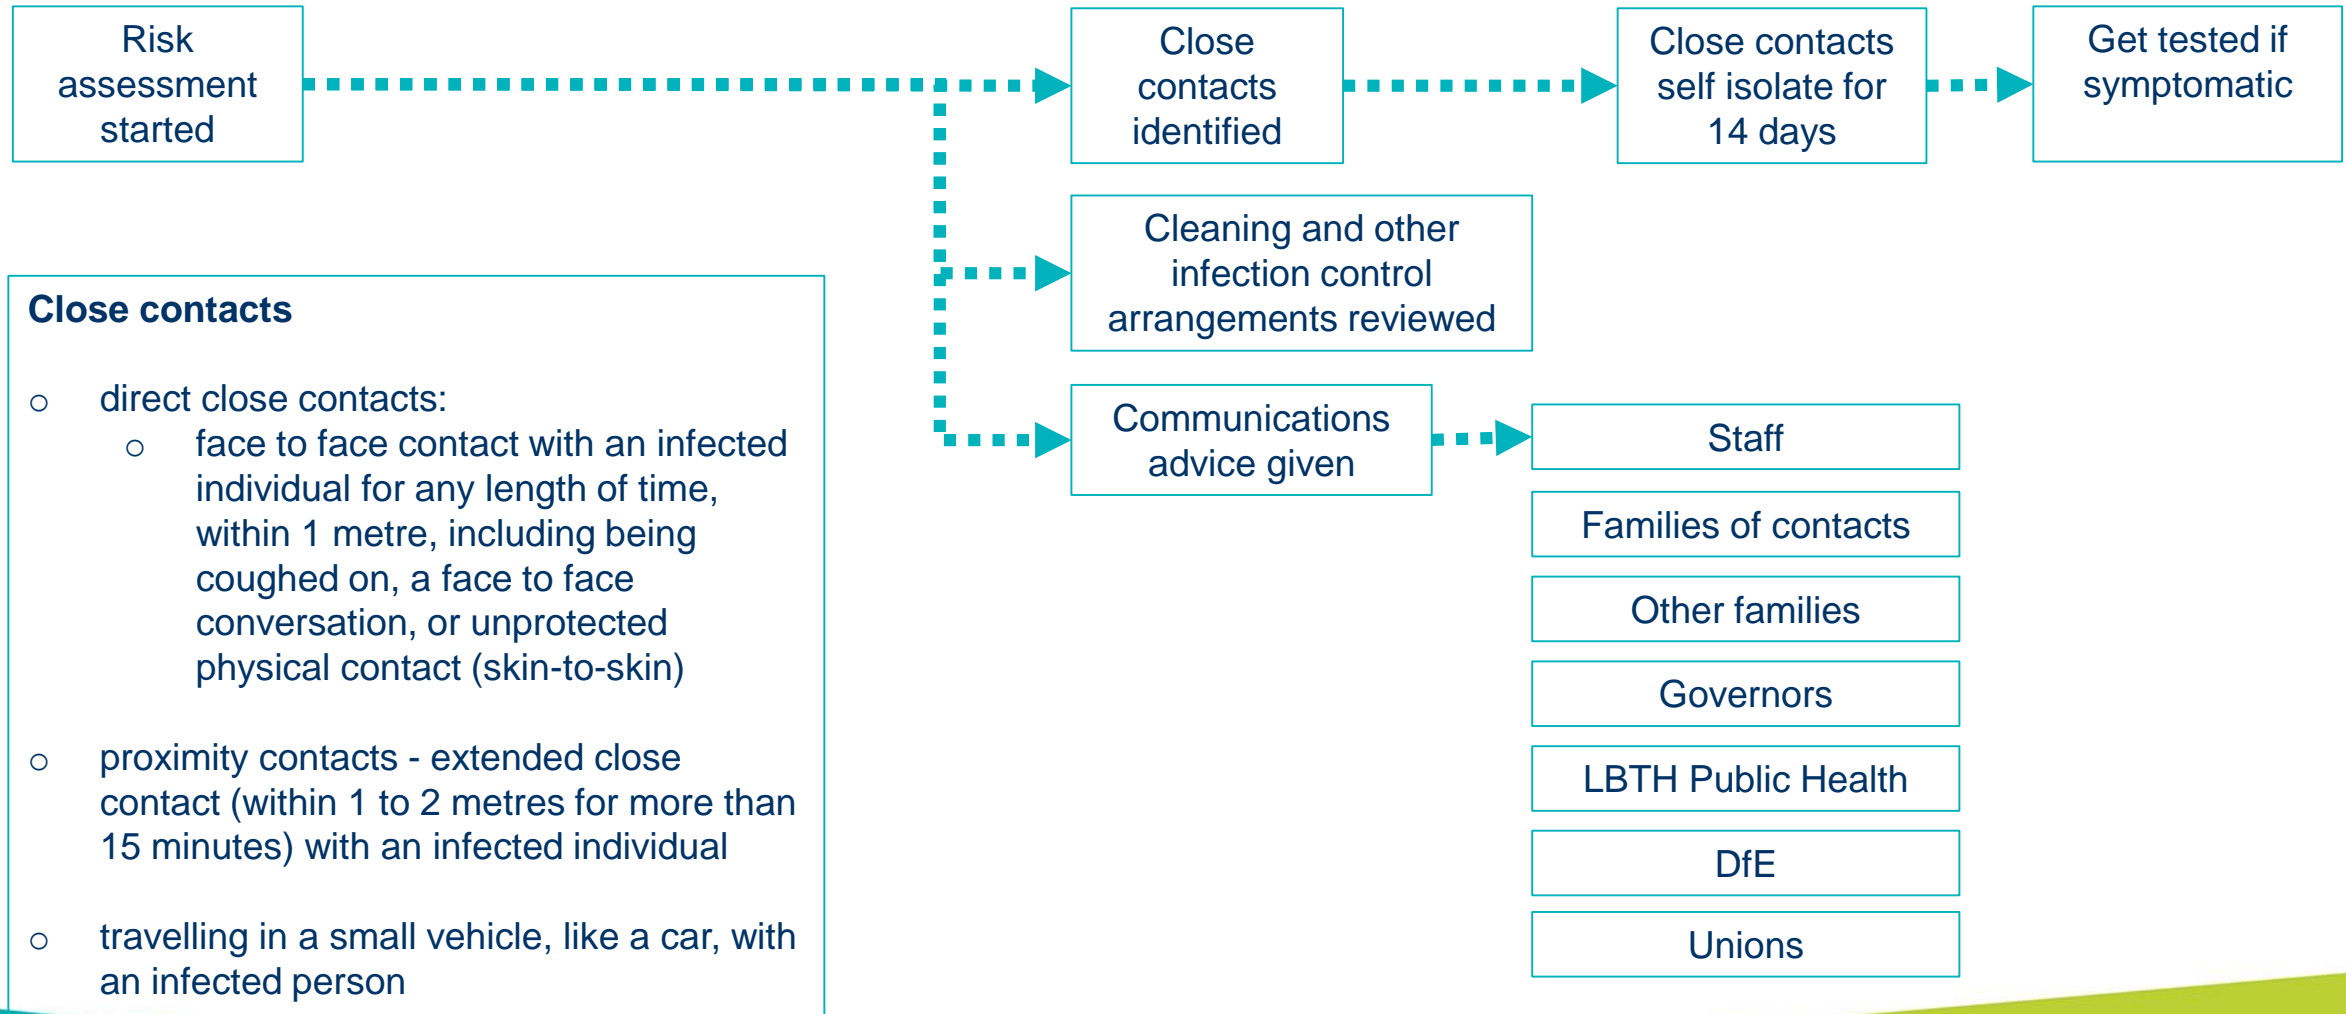 Risk
assessment
started
Close
contacts
identified
Close contacts
self isolate for
14 days
Get tested if
symptomatic
Cleaning and other
infection control
arrangements reviewed
Communications
advice given
Staff
Families of contacts
Other families
Governors
LBTH Public Health
DfE
Unions
Close contacts
o direct close contacts:
o face to face contact with an infected
individual for any length of time,
within 1 metre, including being
coughed on, a face to face
conversation, or unprotected
physical contact (skin-to-skin)
o proximity contacts - extended close
contact (within 1 to 2 metres for more than
15 minutes) with an infected individual
o travelling in a small vehicle, like a car, with
an infected person